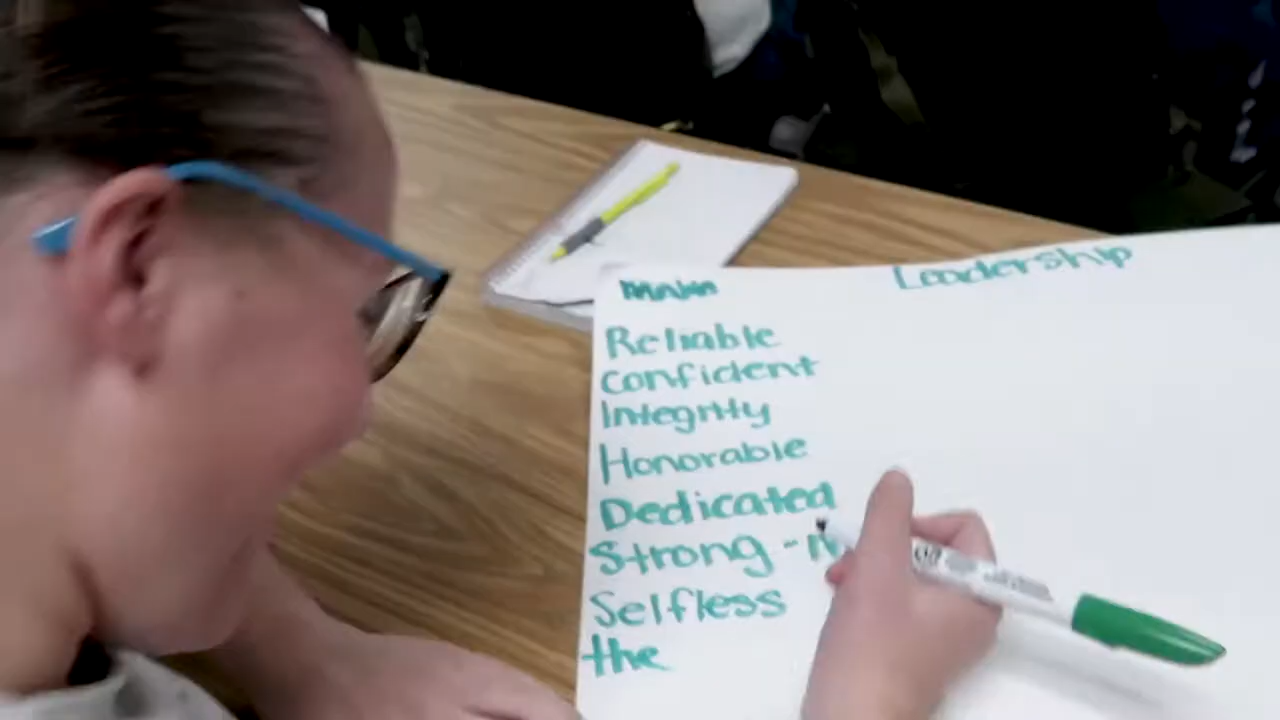 Leadership
Reliable
Confident
Integrity
Honorable
Dedicated
Strong -
Selfless
the